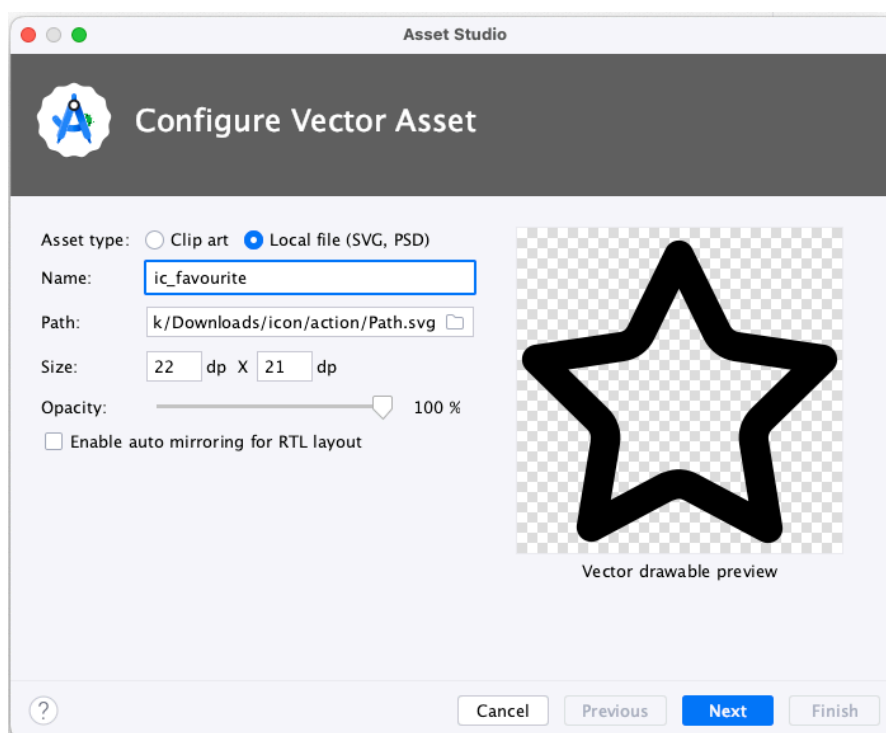 Asset Studio
Configure Vector Asset
Asset type: Clip art Local file (SVG, PSD)
Name: ic_favourite
Path: k/Downloads/icon/action/Path.svg
Size: 22 dp X 21 dp
Opacity: 100 %
Enable auto mirroring for RTL layout
Vector drawable preview
? Cancel Previous Next Finish